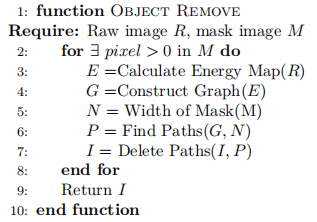 1: function OBJECT REMOVE
Require: Raw image R, mask image M
2: for ∃ pixel > 0 in M do
3: E =Calculate Energy Map(R)
4: G =Construct Graph(E)
5: N = Width of Mask(M)
6: P = Find Paths(G, N)
7: I = Delete Paths(I, P)
8: end for
9: Return I
10: end function